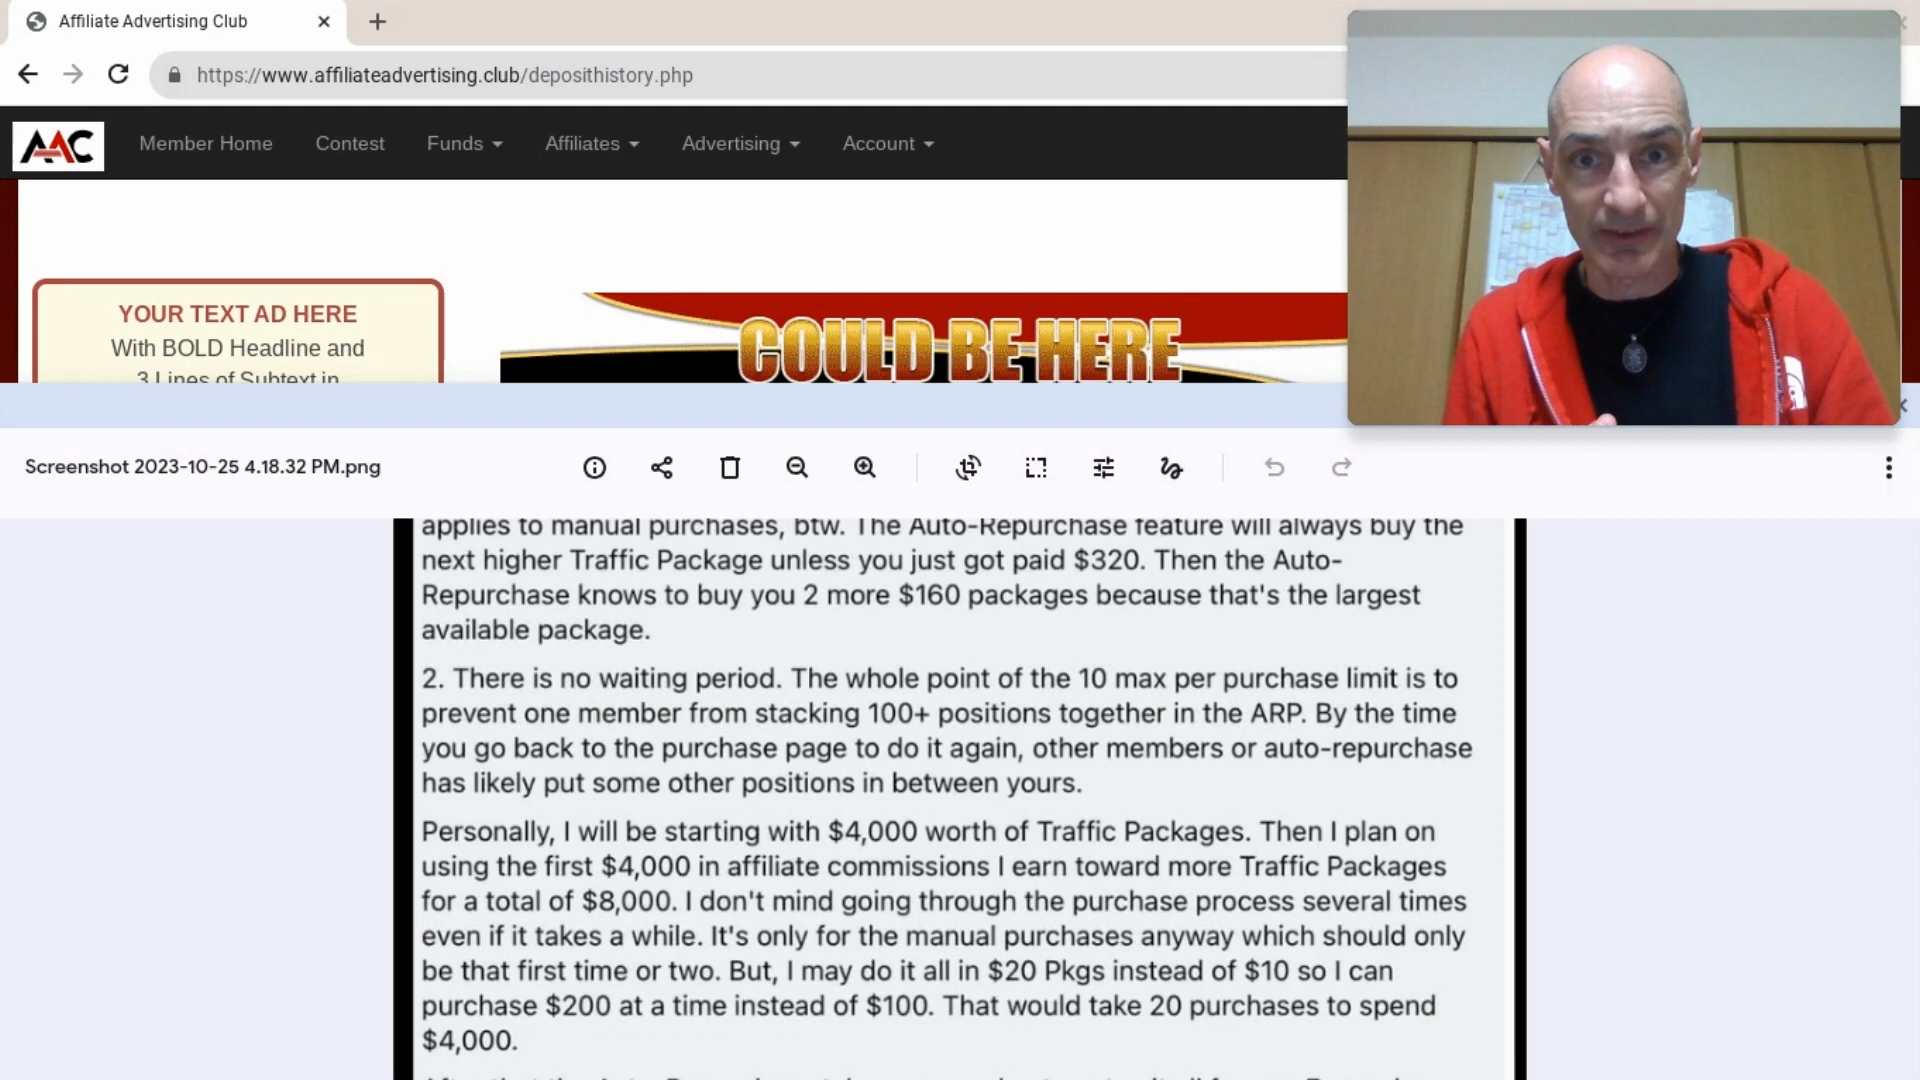 Affiliate Advertising Club
https://www.affiliateadvertising.club/deposithistory.php
AAC
Member Home
Contest
Funds
Affiliates
Advertising
Account
YOUR TEXT AD HERE
With BOLD Headline and
3 Lines of Subtext in
COULD BE HERE
Screenshot 2023-10-25 4.18.32 PM.png
applies to manual purchases, btw. The Auto-Repurchase feature will always buy the
next higher Traffic Package unless you just got paid $320. Then the Auto-
Repurchase knows to buy you 2 more $160 packages because that's the largest
available package.
2. There is no waiting period. The whole point of the 10 max per purchase limit is to
prevent one member from stacking 100+ positions together in the ARP. By the time
you go back to the purchase page to do it again, other members or auto-repurchase
has likely put some other positions in between yours.
Personally, I will be starting with $4,000 worth of Traffic Packages. Then I plan on
using the first $4,000 in affiliate commissions I earn toward more Traffic Packages
for a total of $8,000. I don't mind going through the purchase process several times
even if it takes a while. It's only for the manual purchases anyway which should only
be that first time or two. But, I may do it all in $20 Pkgs instead of $10 so I can
purchase $200 at a time instead of $100. That would take 20 purchases to spend
$4,000.